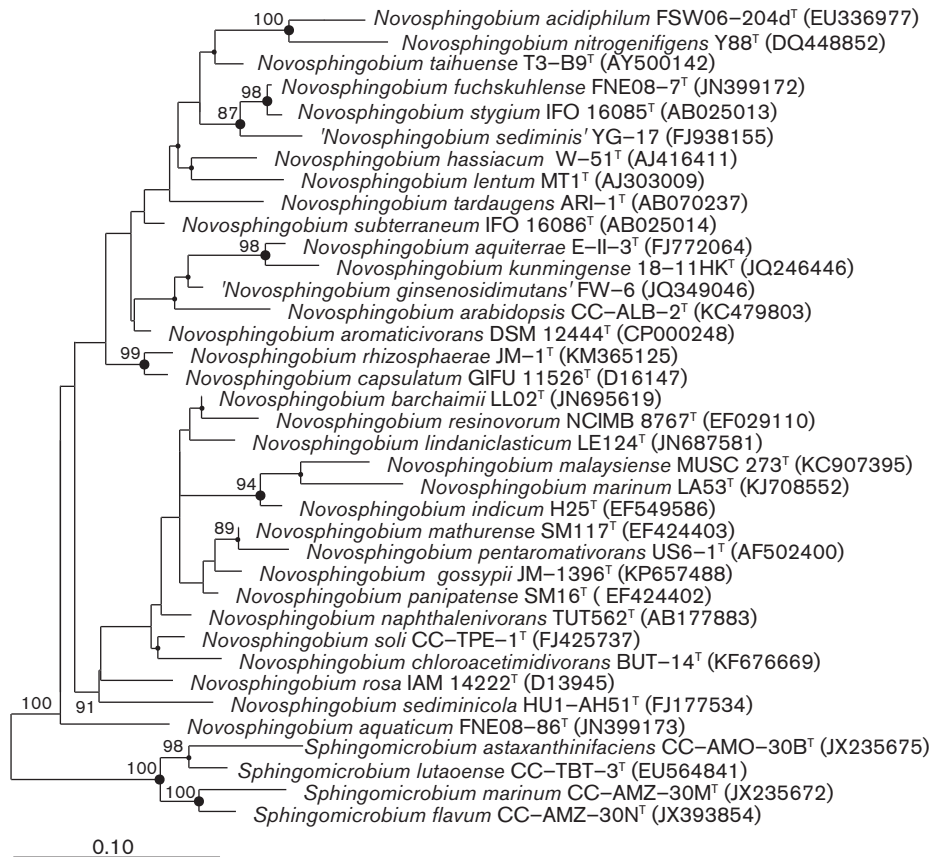 100 Novosphingobium acidiphilum FSW06–204dᵀ (EU336977)
Novosphingobium nitrogenifigens Y88ᵀ (DQ448852)
Novosphingobium taihuense T3–B9ᵀ (AY500142)
98 Novosphingobium fuchskuhlense FNE08–7ᵀ (JN399172)
87 Novosphingobium stygium IFO 16085ᵀ (AB025013)
'Novosphingobium sediminis' YG–17 (FJ938155)
Novosphingobium hassiacum W–51ᵀ (AJ416411)
Novosphingobium lentum MT1ᵀ (AJ303009)
Novosphingobium tardaugens ARI–1ᵀ (AB070237)
Novosphingobium subterraneum IFO 16086ᵀ (AB025014)
98 Novosphingobium aquiterrae E–II–3ᵀ (FJ772064)
Novosphingobium kunmingense 18–11HKᵀ (JQ246446)
'Novosphingobium ginsenosidimutans' FW–6 (JQ349046)
Novosphingobium arabidopsis CC–ALB–2ᵀ (KC479803)
Novosphingobium aromaticivorans DSM 12444ᵀ (CP000248)
99 Novosphingobium rhizosphaerae JM–1ᵀ (KM365125)
Novosphingobium capsulatum GIFU 11526ᵀ (D16147)
Novosphingobium barchaimii LL02ᵀ (JN695619)
Novosphingobium resinovorum NCIMB 8767ᵀ (EF029110)
Novosphingobium lindaniclasticum LE124ᵀ (JN687581)
Novosphingobium malaysiense MUSC 273ᵀ (KC907395)
94 Novosphingobium marinum LA53ᵀ (KJ708552)
Novosphingobium indicum H25ᵀ (EF549586)
89 Novosphingobium mathurense SM117ᵀ (EF424403)
Novosphingobium pentaromativorans US6–1ᵀ (AF502400)
Novosphingobium gossypii JM–1396ᵀ (KP657488)
Novosphingobium panipatense SM16ᵀ ( EF424402)
Novosphingobium naphthalenivorans TUT562ᵀ (AB177883)
Novosphingobium soli CC–TPE–1ᵀ (FJ425737)
Novosphingobium chloroacetimidivorans BUT–14ᵀ (KF676669)
Novosphingobium rosa IAM 14222ᵀ (D13945)
100 91 Novosphingobium sediminicola HU1–AH51ᵀ (FJ177534)
Novosphingobium aquaticum FNE08–86ᵀ (JN399173)
98 Sphingomicrobium astaxanthinifaciens CC–AMO–30Bᵀ (JX235675)
100 Sphingomicrobium lutaoense CC–TBT–3ᵀ (EU564841)
100 Sphingomicrobium marinum CC–AMZ–30Mᵀ (JX235672)
Sphingomicrobium flavum CC–AMZ–30Nᵀ (JX393854)
0.10